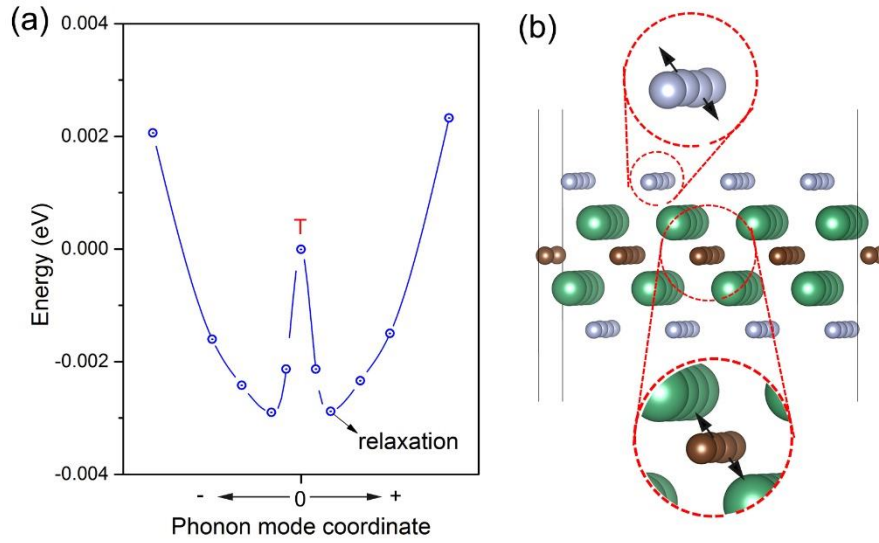 (a)
0.004
0.002
0.000
-0.002
-0.004
Energy (eV)
T
relaxation
- 0 +
Phonon mode coordinate
(b)